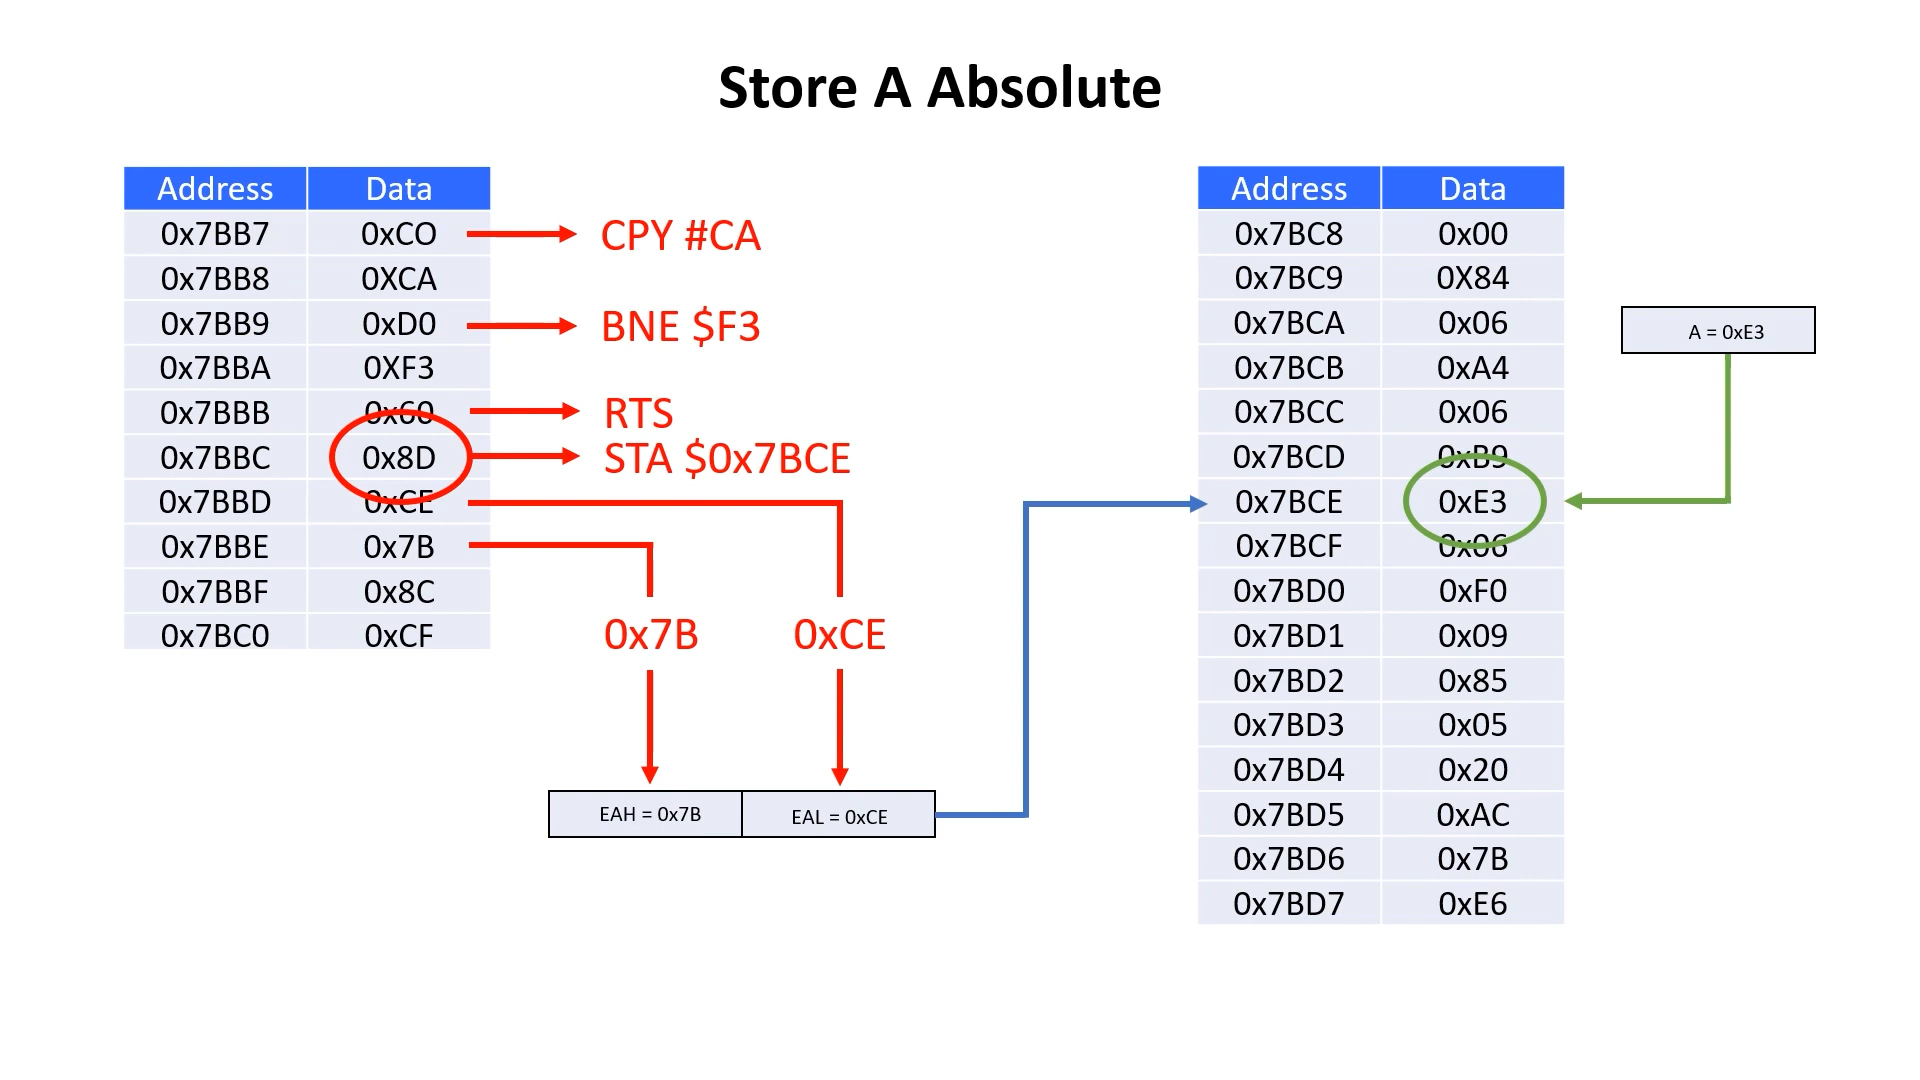 Store A Absolute
Address Data
0x7BB7 0xCO
0x7BB8 0XCA
0x7BB9 0xD0
0x7BBA 0XF3
0x7BBB 0x60
0x7BBC 0x8D
0x7BBD 0xCE
0x7BBE 0x7B
0x7BBF 0x8C
0x7BC0 0xCF
CPY #CA
BNE $F3
RTS
STA $0x7BCE
0x7B 0xCE
EAH = 0x7B EAL = 0xCE
Address Data
0x7BC8 0x00
0x7BC9 0X84
0x7BCA 0x06
0x7BCB 0xA4
0x7BCC 0x06
0x7BCD 0xB9
0x7BCE 0xE3
0x7BCF 0x06
0x7BD0 0xF0
0x7BD1 0x09
0x7BD2 0x85
0x7BD3 0x05
0x7BD4 0x20
0x7BD5 0xAC
0x7BD6 0x7B
0x7BD7 0xE6
A = 0xE3